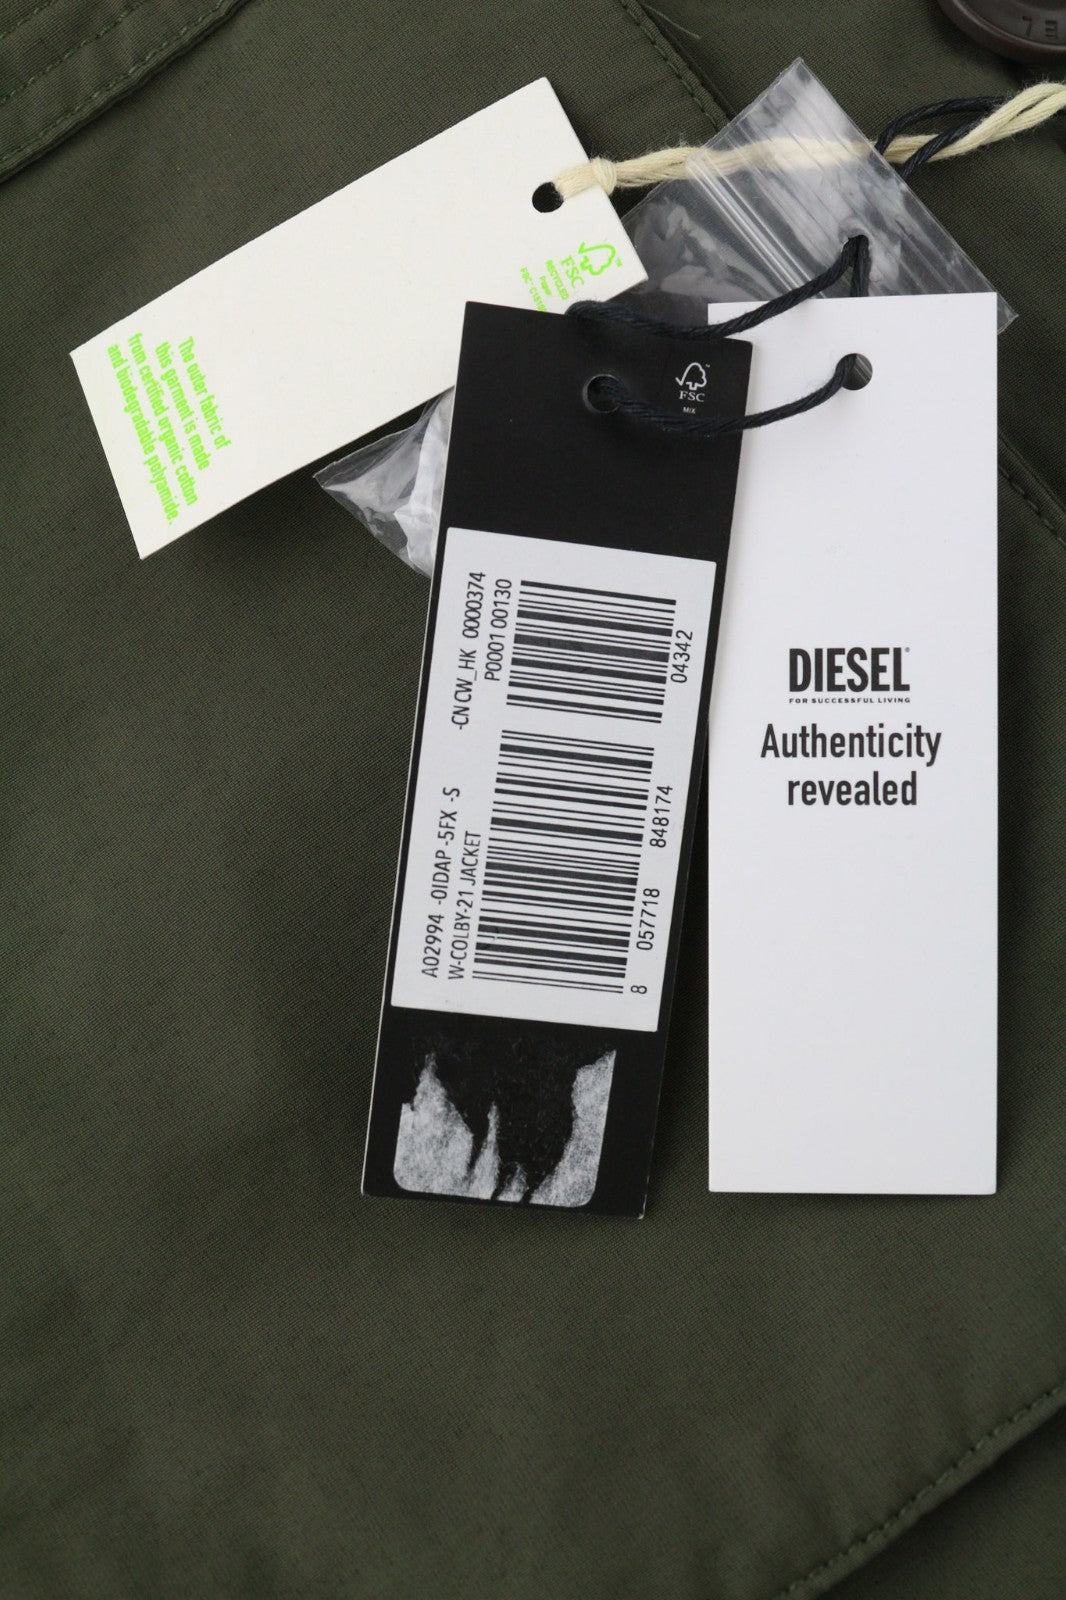 FSC
RECYCLED
Paper
The outer fabric of
this garment is made
from certified organic cotton
and biodegradable polyamide.
FSC
MIX
-CN CW_HK 0000374
P0001 00130
04342
A02994 -0IDAP -5FX -S
W-COLBY-21 JACKET
8 057718 848174
DIESEL
FOR SUCCESSFUL LIVING
Authenticity
revealed